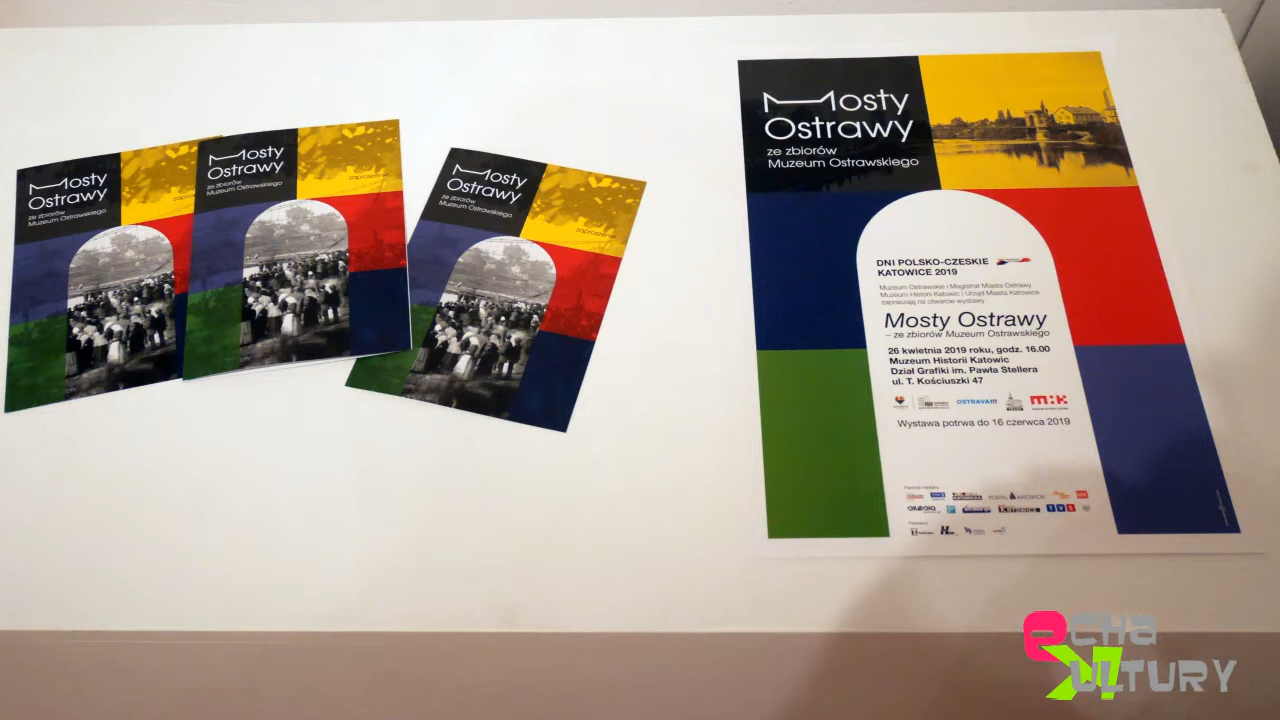 Mosty
Ostrawy
ze zbiorów
Muzeum Ostrawskiego
Mosty
Ostrawy
ze zbiorów
Muzeum Ostrawskiego
zaproszenie
Mosty
Ostrawy
ze zbiorów
Muzeum Ostrawskiego
zaproszenie
Mosty
Ostrawy
ze zbiorów
Muzeum Ostrawskiego
DNI POLSKO-CZESKIE
KATOWICE 2019
Muzeum Ostrawskie i Magistrat Miasta Ostrawy
Muzeum Historii Katowic i Urząd Miasta Katowice
zapraszają na otwarcie wystawy
Mosty Ostrawy
– ze zbiorów Muzeum Ostrawskiego
26 kwietnia 2019 roku, godz. 16.00
Muzeum Historii Katowic
Dział Grafiki im. Pawła Stellera
ul. T. Kościuszki 47
OSTRAVA!!!
Wystawa potrwa do 16 czerwca 2019
PORTAL KATOWICKI
KATOWICE TVS
eCHa
K!ULTURY